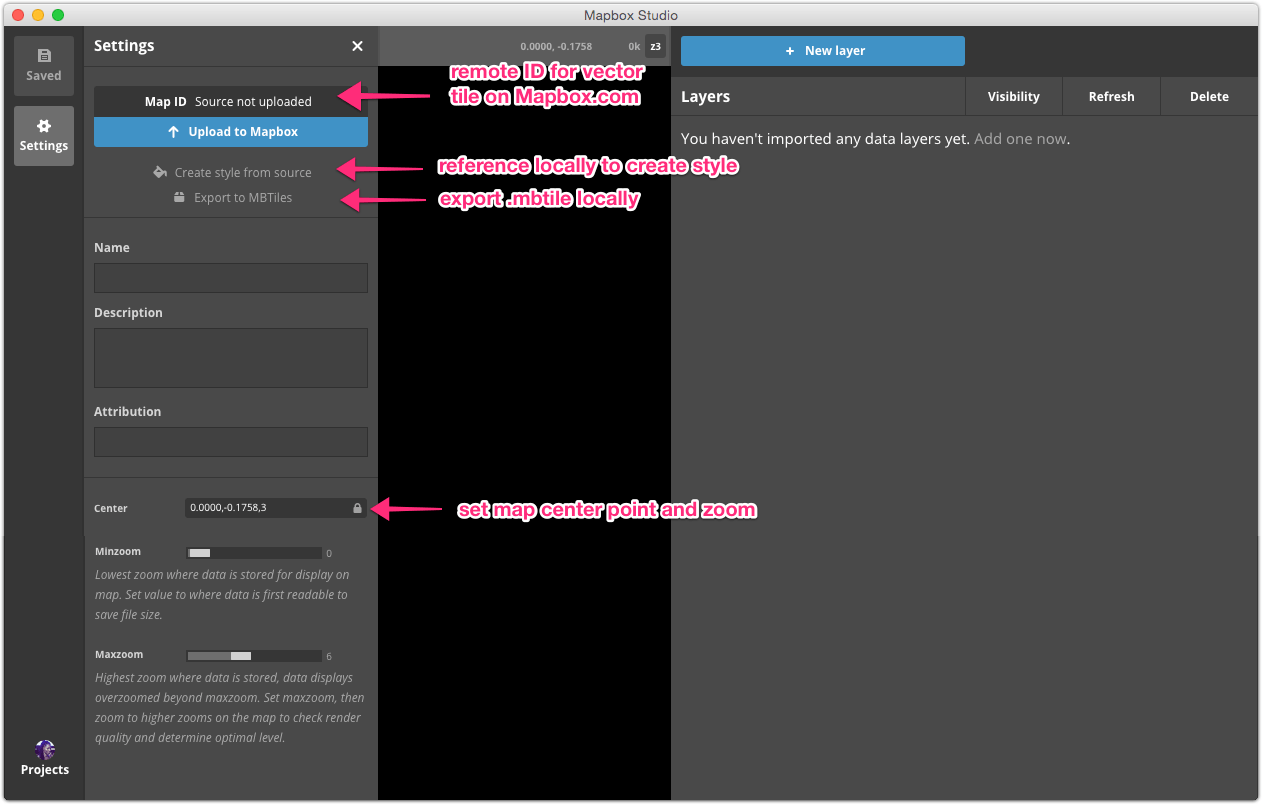 Mapbox Studio
Saved
Settings
Projects
Settings ×
Map ID Source not uploaded
Upload to Mapbox
Create style from source
Export to MBTiles
Name
Description
Attribution
Center 0.0000,-0.1758,3
Minzoom 0
Lowest zoom where data is stored for display on
map. Set value to where data is first readable to
save file size.
Maxzoom 6
Highest zoom where data is stored, data displays
overzoomed beyond maxzoom. Set maxzoom, then
zoom to higher zooms on the map to check render
quality and determine optimal level.
0.0000, -0.1758 0k z3
remote ID for vector
tile on Mapbox.com
reference locally to create style
export .mbtile locally
set map center point and zoom
+ New layer
Layers Visibility Refresh Delete
You haven't imported any data layers yet. Add one now.